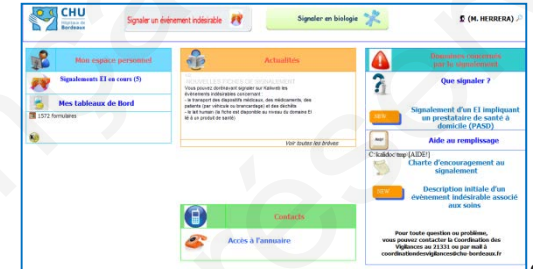 CHU
Hôpitaux de
Bordeaux
Signaler un événement indésirable
Signaler en biologie
(M. HERRERA)
Mon espace personnel
Signalements EI en cours (5)
Mes tableaux de Bord
1572 formulaires
Actualités
NOUVELLES FICHES DE SIGNALEMENT
Vous pouvez dorénavant signaler sur Kaliweb les
évènements indésirables concernant :
- le transport des dispositifs médicaux, des médicaments, des
patients (par véhicule ou brancardage) et des déchets
- le lait humain (la fiche est disponible au niveau du domaine EI
lié à un produit de santé).
Voir toutes les brèves
Contacts
Accès à l'annuaire
par le signalement
Que signaler ?
Signalement d'un EI impliquant
un prestataire de santé à
domicile (PASD)
Aide au remplissage
C:\kalidoc\tmp\[AIDE!]
Charte d'encouragement au
signalement
NEW
Description initiale d'un
évènement indésirable associé
aux soins
Pour toute question ou problème,
vous pouvez contacter la Coordination des
Vigilances au 21331 ou par mail à
coordinationdesvigilances@chu-bordeaux.fr